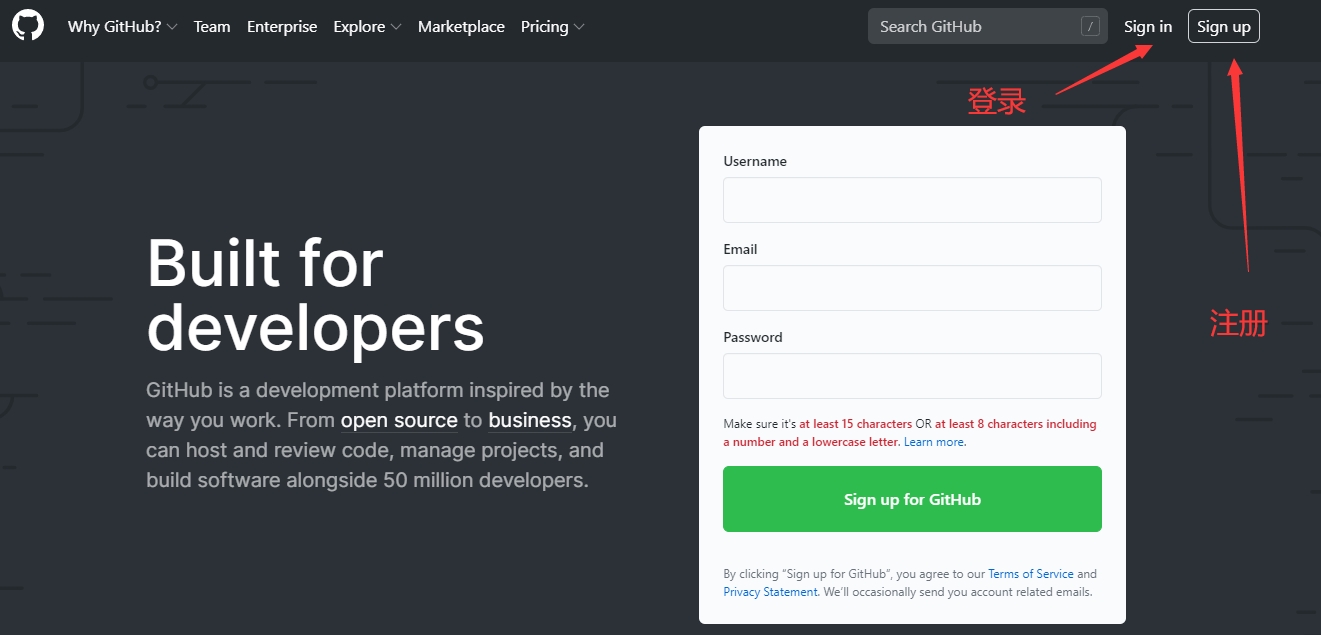 Why GitHub? Team Enterprise Explore Marketplace Pricing Search GitHub / Sign in Sign up
登录
注册
Built for
developers
GitHub is a development platform inspired by the
way you work. From open source to business, you
can host and review code, manage projects, and
build software alongside 50 million developers.
Username
Email
Password
Make sure it's at least 15 characters OR at least 8 characters including
a number and a lowercase letter. Learn more.
Sign up for GitHub
By clicking “Sign up for GitHub”, you agree to our Terms of Service and
Privacy Statement. We’ll occasionally send you account related emails.